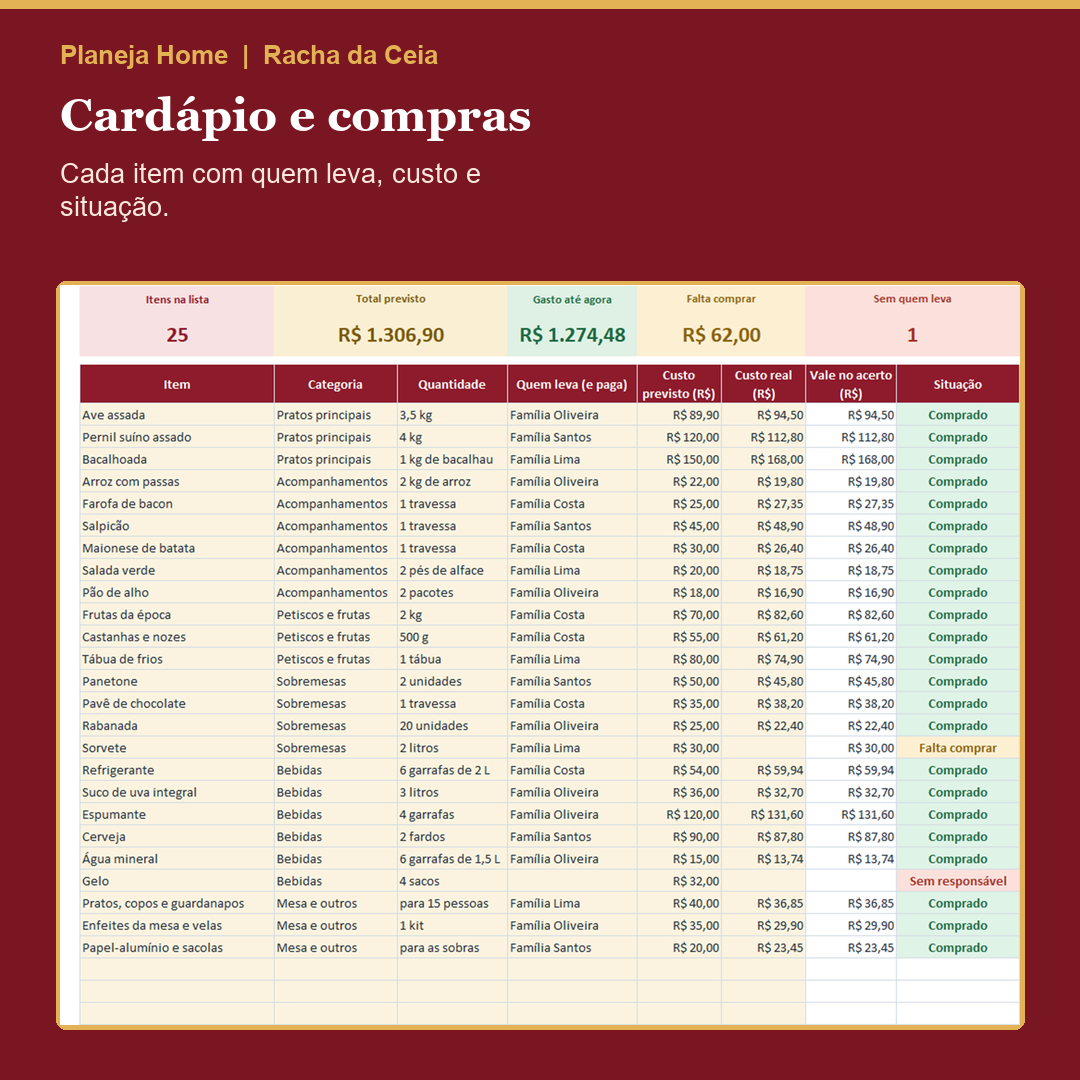 Planeja Home | Racha da Ceia
Cardápio e compras
Cada item com quem leva, custo e
situação.
Itens na lista Total previsto Gasto até agora Falta comprar Sem quem leva
25 R$ 1.306,90 R$ 1.274,48 R$ 62,00 1
Item Categoria Quantidade Quem leva (e paga) Custo previsto (R$) Custo real (R$) Vale no acerto (R$) Situação
Ave assada Pratos principais 3,5 kg Família Oliveira R$ 89,90 R$ 94,50 R$ 94,50 Comprado
Pernil suíno assado Pratos principais 4 kg Família Santos R$ 120,00 R$ 112,80 R$ 112,80 Comprado
Bacalhoada Pratos principais 1 kg de bacalhau Família Lima R$ 150,00 R$ 168,00 R$ 168,00 Comprado
Arroz com passas Acompanhamentos 2 kg de arroz Família Oliveira R$ 22,00 R$ 19,80 R$ 19,80 Comprado
Farofa de bacon Acompanhamentos 1 travessa Família Costa R$ 25,00 R$ 27,35 R$ 27,35 Comprado
Salpicão Acompanhamentos 1 travessa Família Santos R$ 45,00 R$ 48,90 R$ 48,90 Comprado
Maionese de batata Acompanhamentos 1 travessa Família Costa R$ 30,00 R$ 26,40 R$ 26,40 Comprado
Salada verde Acompanhamentos 2 pés de alface Família Lima R$ 20,00 R$ 18,75 R$ 18,75 Comprado
Pão de alho Acompanhamentos 2 pacotes Família Oliveira R$ 18,00 R$ 16,90 R$ 16,90 Comprado
Frutas da época Petiscos e frutas 2 kg Família Costa R$ 70,00 R$ 82,60 R$ 82,60 Comprado
Castanhas e nozes Petiscos e frutas 500 g Família Costa R$ 55,00 R$ 61,20 R$ 61,20 Comprado
Tábua de frios Petiscos e frutas 1 tábua Família Lima R$ 80,00 R$ 74,90 R$ 74,90 Comprado
Panetone Sobremesas 2 unidades Família Santos R$ 50,00 R$ 45,80 R$ 45,80 Comprado
Pavê de chocolate Sobremesas 1 travessa Família Costa R$ 35,00 R$ 38,20 R$ 38,20 Comprado
Rabanada Sobremesas 20 unidades Família Oliveira R$ 25,00 R$ 22,40 R$ 22,40 Comprado
Sorvete Sobremesas 2 litros Família Lima R$ 30,00 R$ 30,00 Falta comprar
Refrigerante Bebidas 6 garrafas de 2 L Família Costa R$ 54,00 R$ 59,94 R$ 59,94 Comprado
Suco de uva integral Bebidas 3 litros Família Oliveira R$ 36,00 R$ 32,70 R$ 32,70 Comprado
Espumante Bebidas 4 garrafas Família Oliveira R$ 120,00 R$ 131,60 R$ 131,60 Comprado
Cerveja Bebidas 2 fardos Família Santos R$ 90,00 R$ 87,80 R$ 87,80 Comprado
Água mineral Bebidas 6 garrafas de 1,5 L Família Oliveira R$ 15,00 R$ 13,74 R$ 13,74 Comprado
Gelo Bebidas 4 sacos R$ 32,00 Sem responsável
Pratos, copos e guardanapos Mesa e outros para 15 pessoas Família Lima R$ 40,00 R$ 36,85 R$ 36,85 Comprado
Enfeites da mesa e velas Mesa e outros 1 kit Família Oliveira R$ 35,00 R$ 29,90 R$ 29,90 Comprado
Papel-alumínio e sacolas Mesa e outros para as sobras Família Santos R$ 20,00 R$ 23,45 R$ 23,45 Comprado